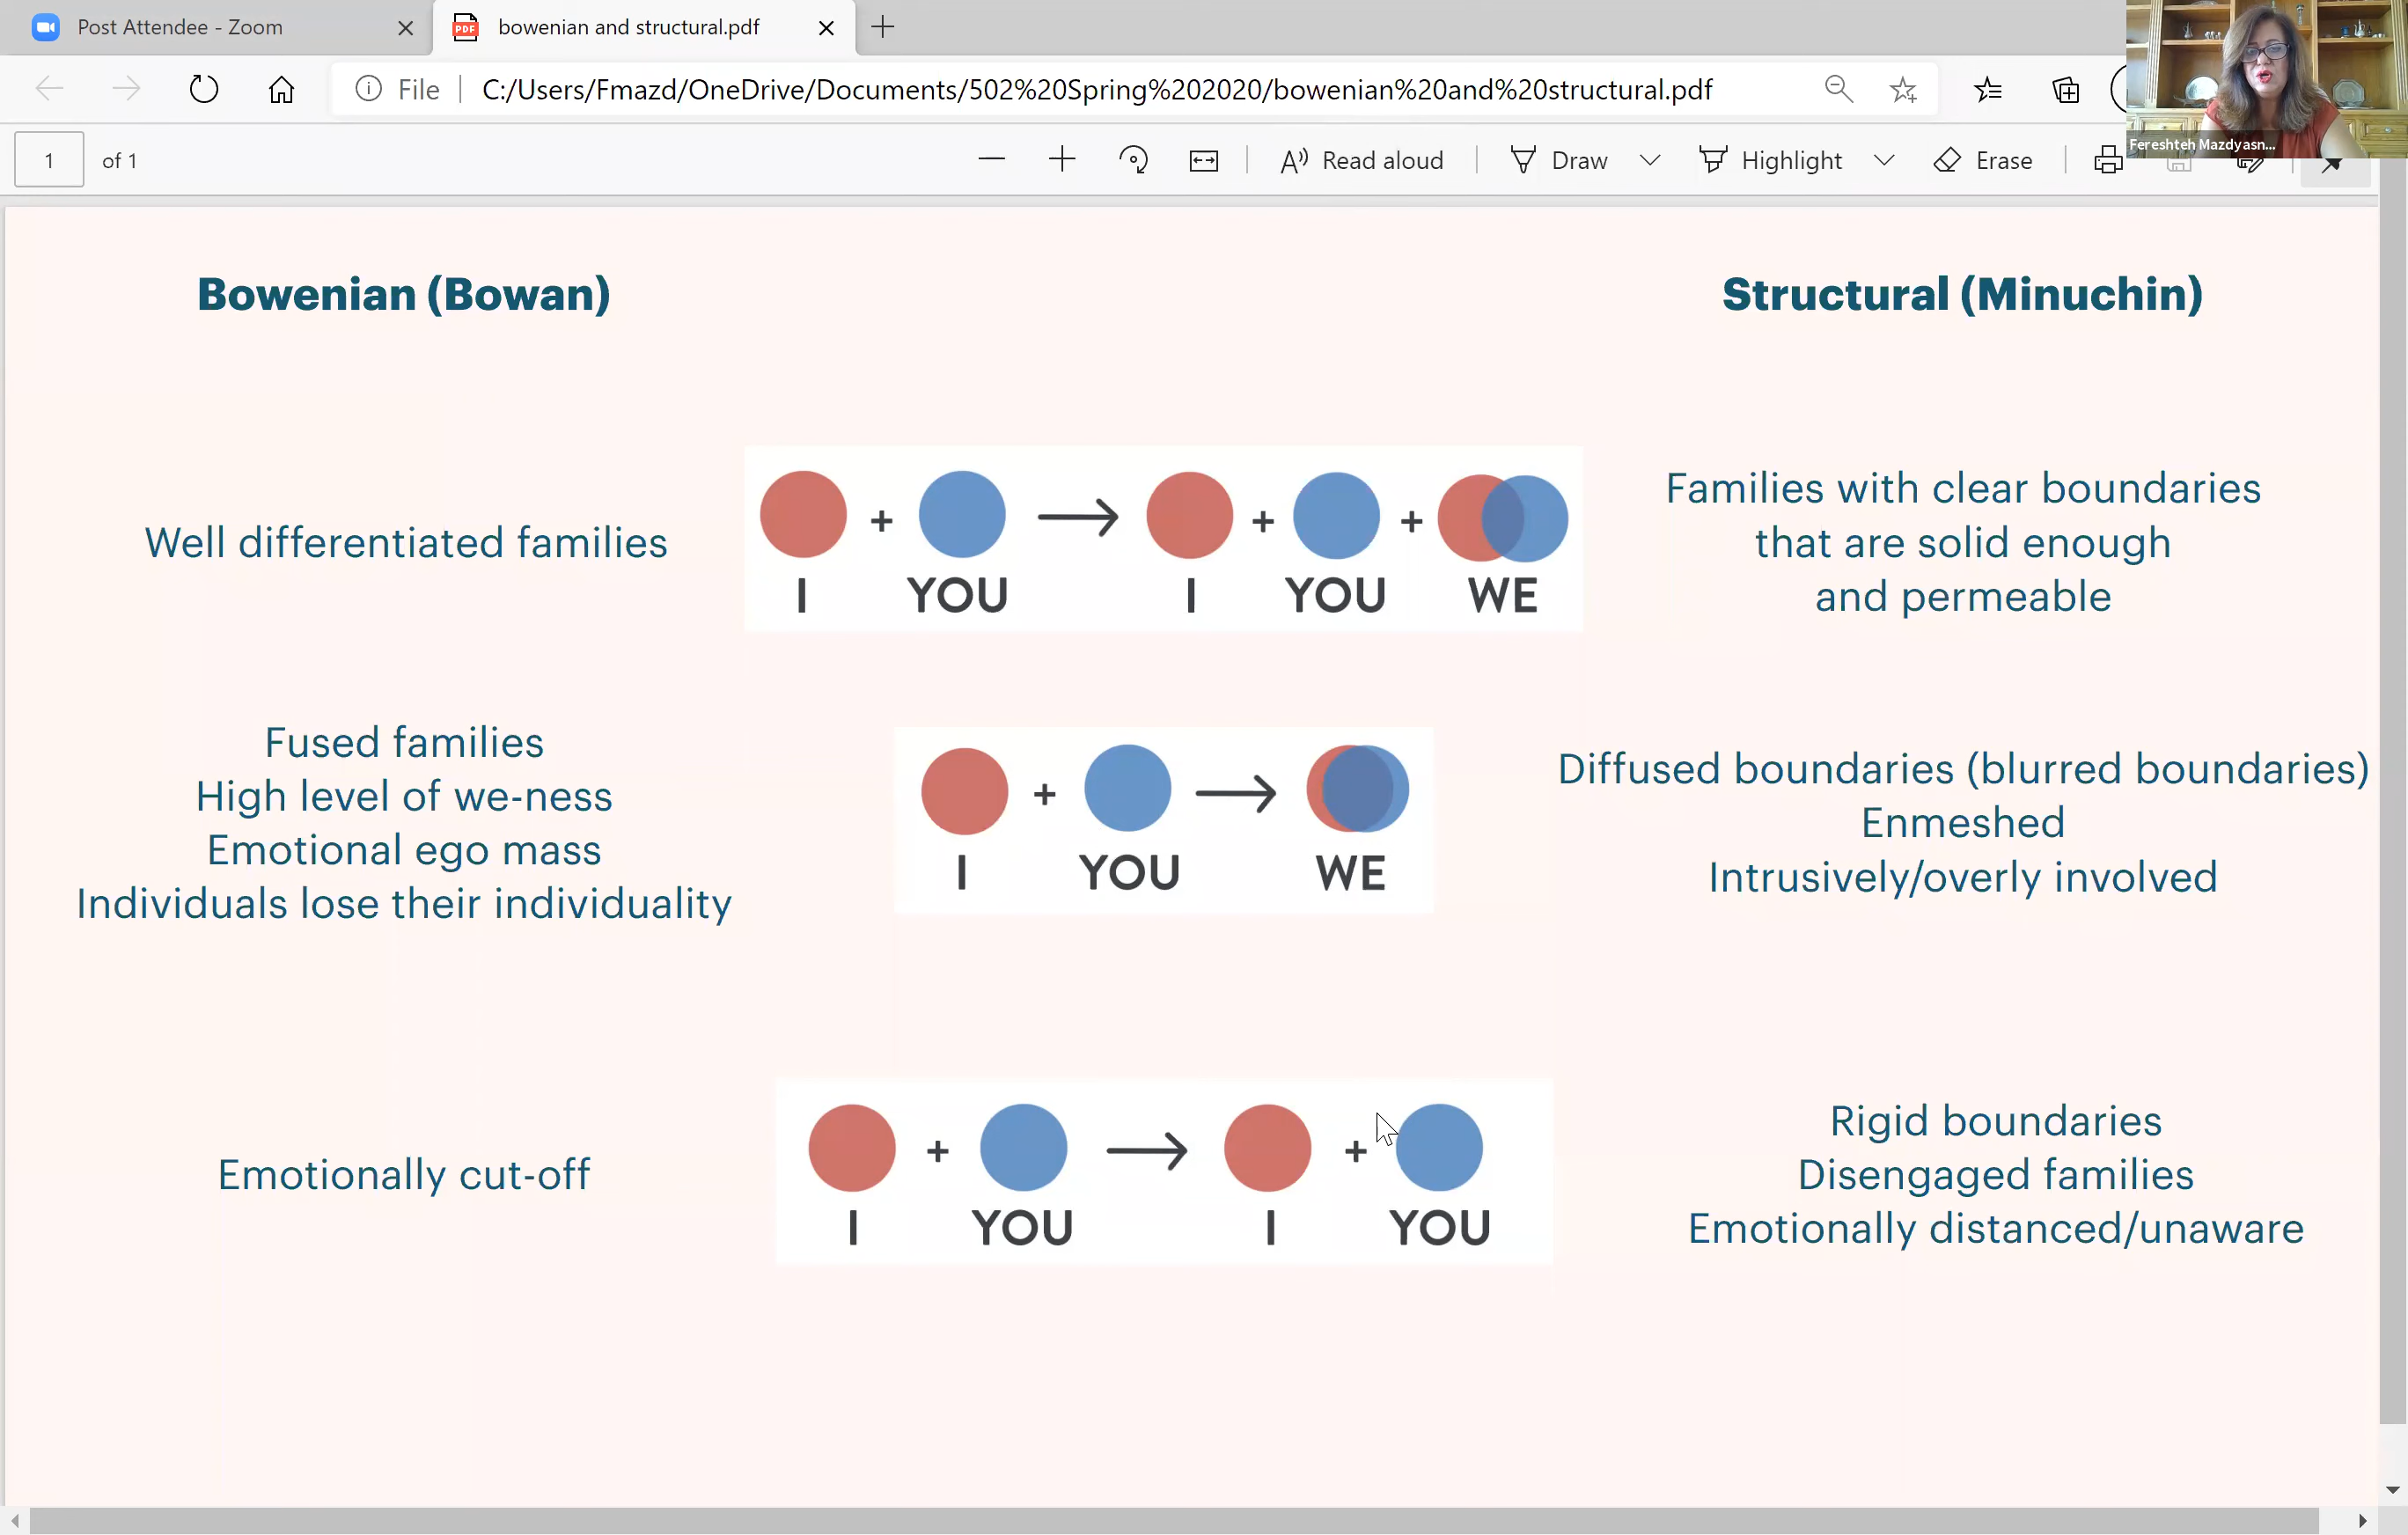 Post Attendee - Zoom
PDF
bowenian and structural.pdf
File
C:/Users/Fmazd/OneDrive/Documents/502%20Spring%202020/bowenian%20and%20structural.pdf
Fereshteh Mazdyasn...
1 of 1
Read aloud
Draw
Highlight
Erase
Bowenian (Bowan)
Structural (Minuchin)
Well differentiated families
+ + +
I YOU I YOU WE
Families with clear boundaries
that are solid enough
and permeable
Fused families
High level of we-ness
Emotional ego mass
Individuals lose their individuality
+
I YOU WE
Diffused boundaries (blurred boundaries)
Enmeshed
Intrusively/overly involved
Emotionally cut-off
+ +
I YOU I YOU
Rigid boundaries
Disengaged families
Emotionally distanced/unaware